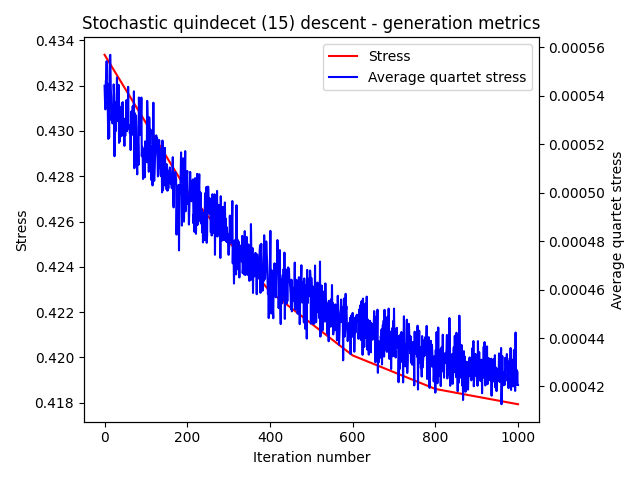 Stochastic quindecet (15) descent - generation metrics
Stress
Average quartet stress
0.434
0.432
0.430
0.428
0.426
0.424
0.422
0.420
0.418
Stress
0.00056
0.00054
0.00052
0.00050
0.00048
0.00046
0.00044
0.00042
Average quartet stress
0 200 400 600 800 1000
Iteration number